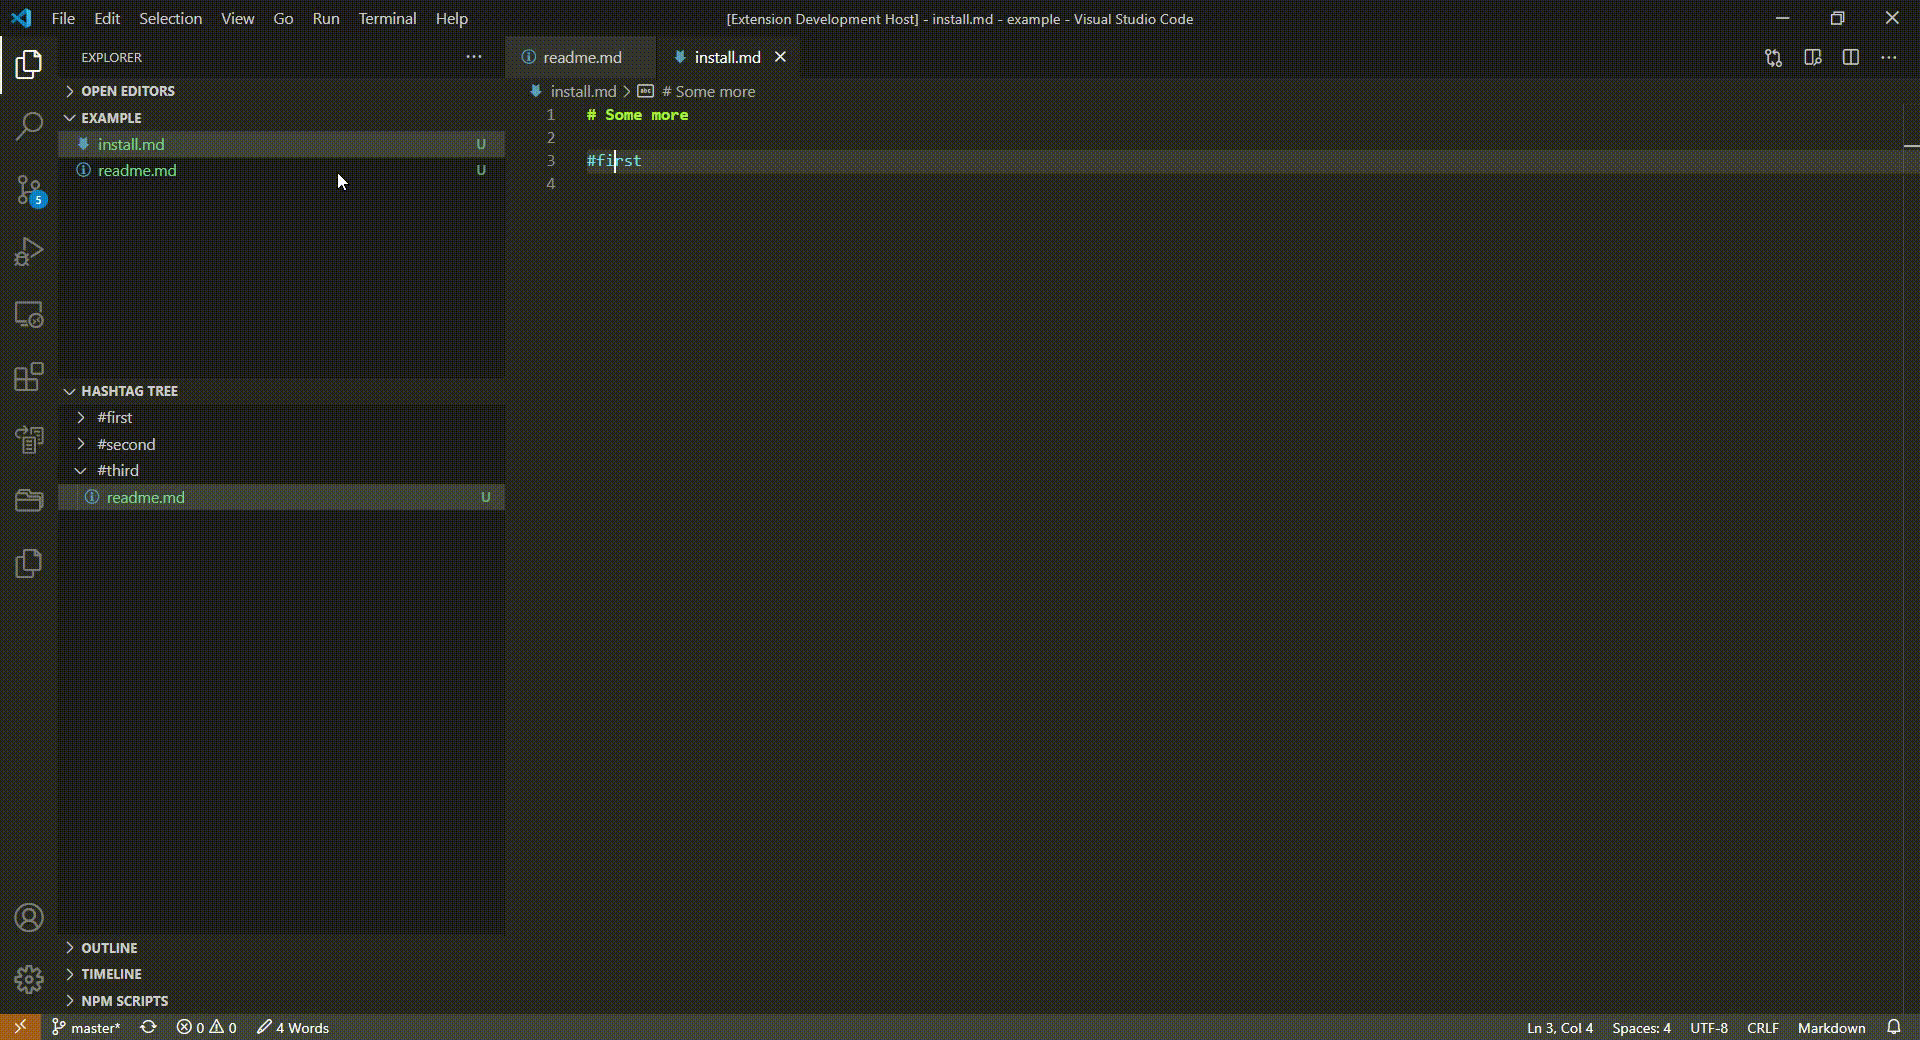 File Edit Selection View Go Run Terminal Help [Extension Development Host] - install.md - example - Visual Studio Code
EXPLORER
OPEN EDITORS
EXAMPLE
install.md U
readme.md U
5
HASHTAG TREE
#first
#second
#third
readme.md U
OUTLINE
TIMELINE
NPM SCRIPTS
readme.md install.md
install.md # Some more
1 # Some more
2
3 #first
4
master* 0 0 4 Words Ln 3, Col 4 Spaces: 4 UTF-8 CRLF Markdown